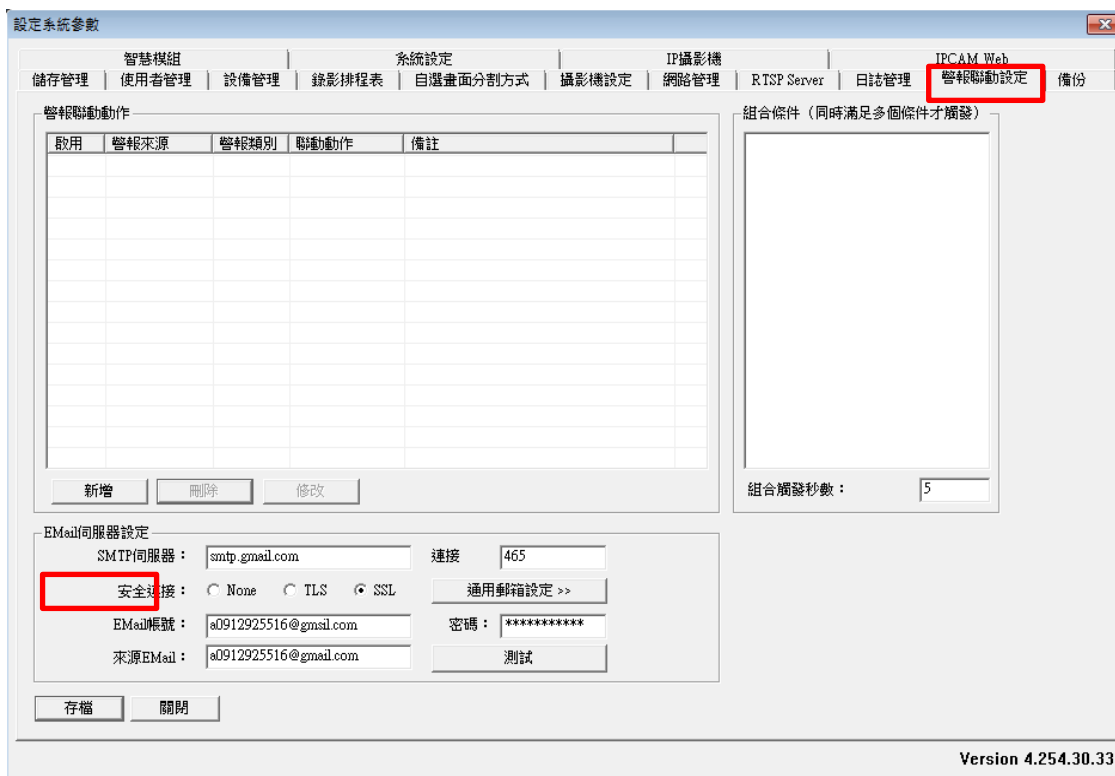 設定系統參數
智慧模組 系統設定 IP攝影機 IPCAM Web
儲存管理 使用者管理 設備管理 錄影排程表 自選畫面分割方式 攝影機設定 網路管理 RTSP Server 日誌管理 警報聯動設定 備份
警報聯動動作 組合條件（同時滿足多個條件才觸發）
啟用 警報來源 警報類別 聯動動作 備註
新增 刪除 修改 組合觸發秒數： 5
EMail伺服器設定
SMTP伺服器： smtp.gmail.com 連接 465
安全連接： None TLS SSL 通用郵箱設定 >>
EMail帳號： a0912925516@gmsil.com 密碼： ***********
來源EMail： a0912925516@gmail.com 測試
存檔 關閉
Version 4.254.30.33